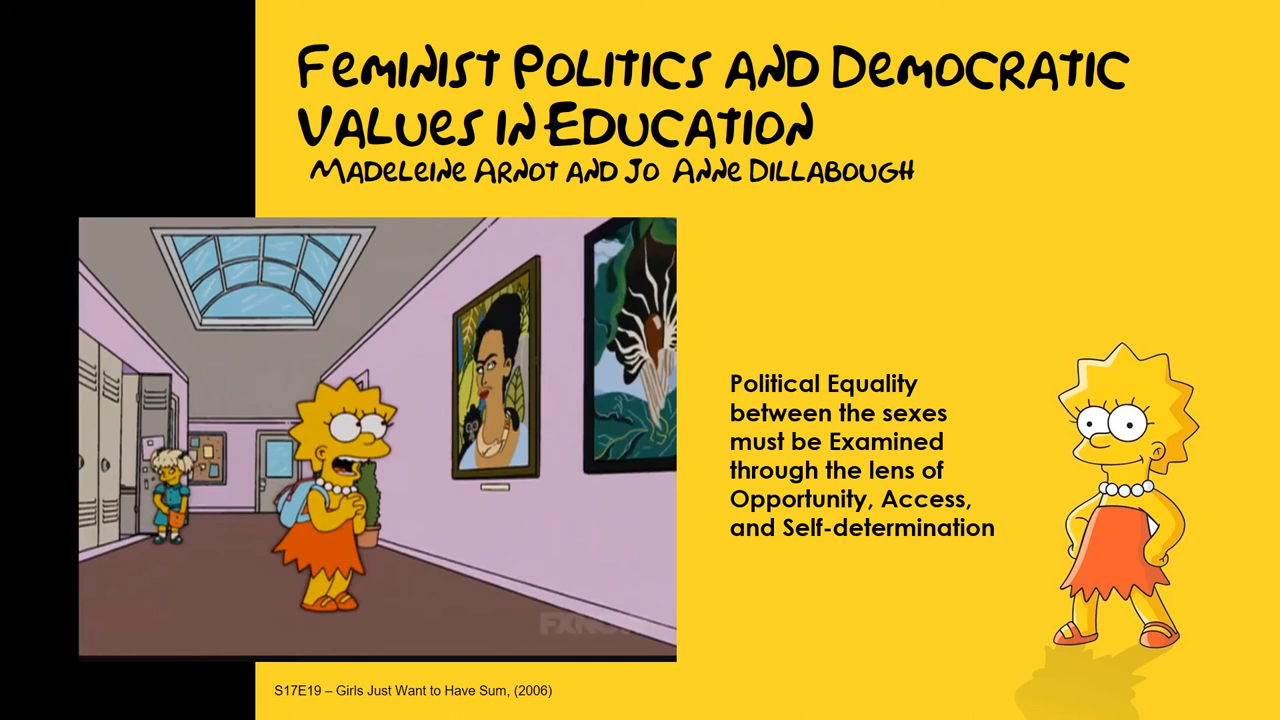 Feminist Politics and Democratic
Values in Education
Madeleine Arnot and Jo Anne Dillabough
Political Equality
between the sexes
must be Examined
through the lens of
Opportunity, Access,
and Self-determination
S17E19 – Girls Just Want to Have Sum, (2006)